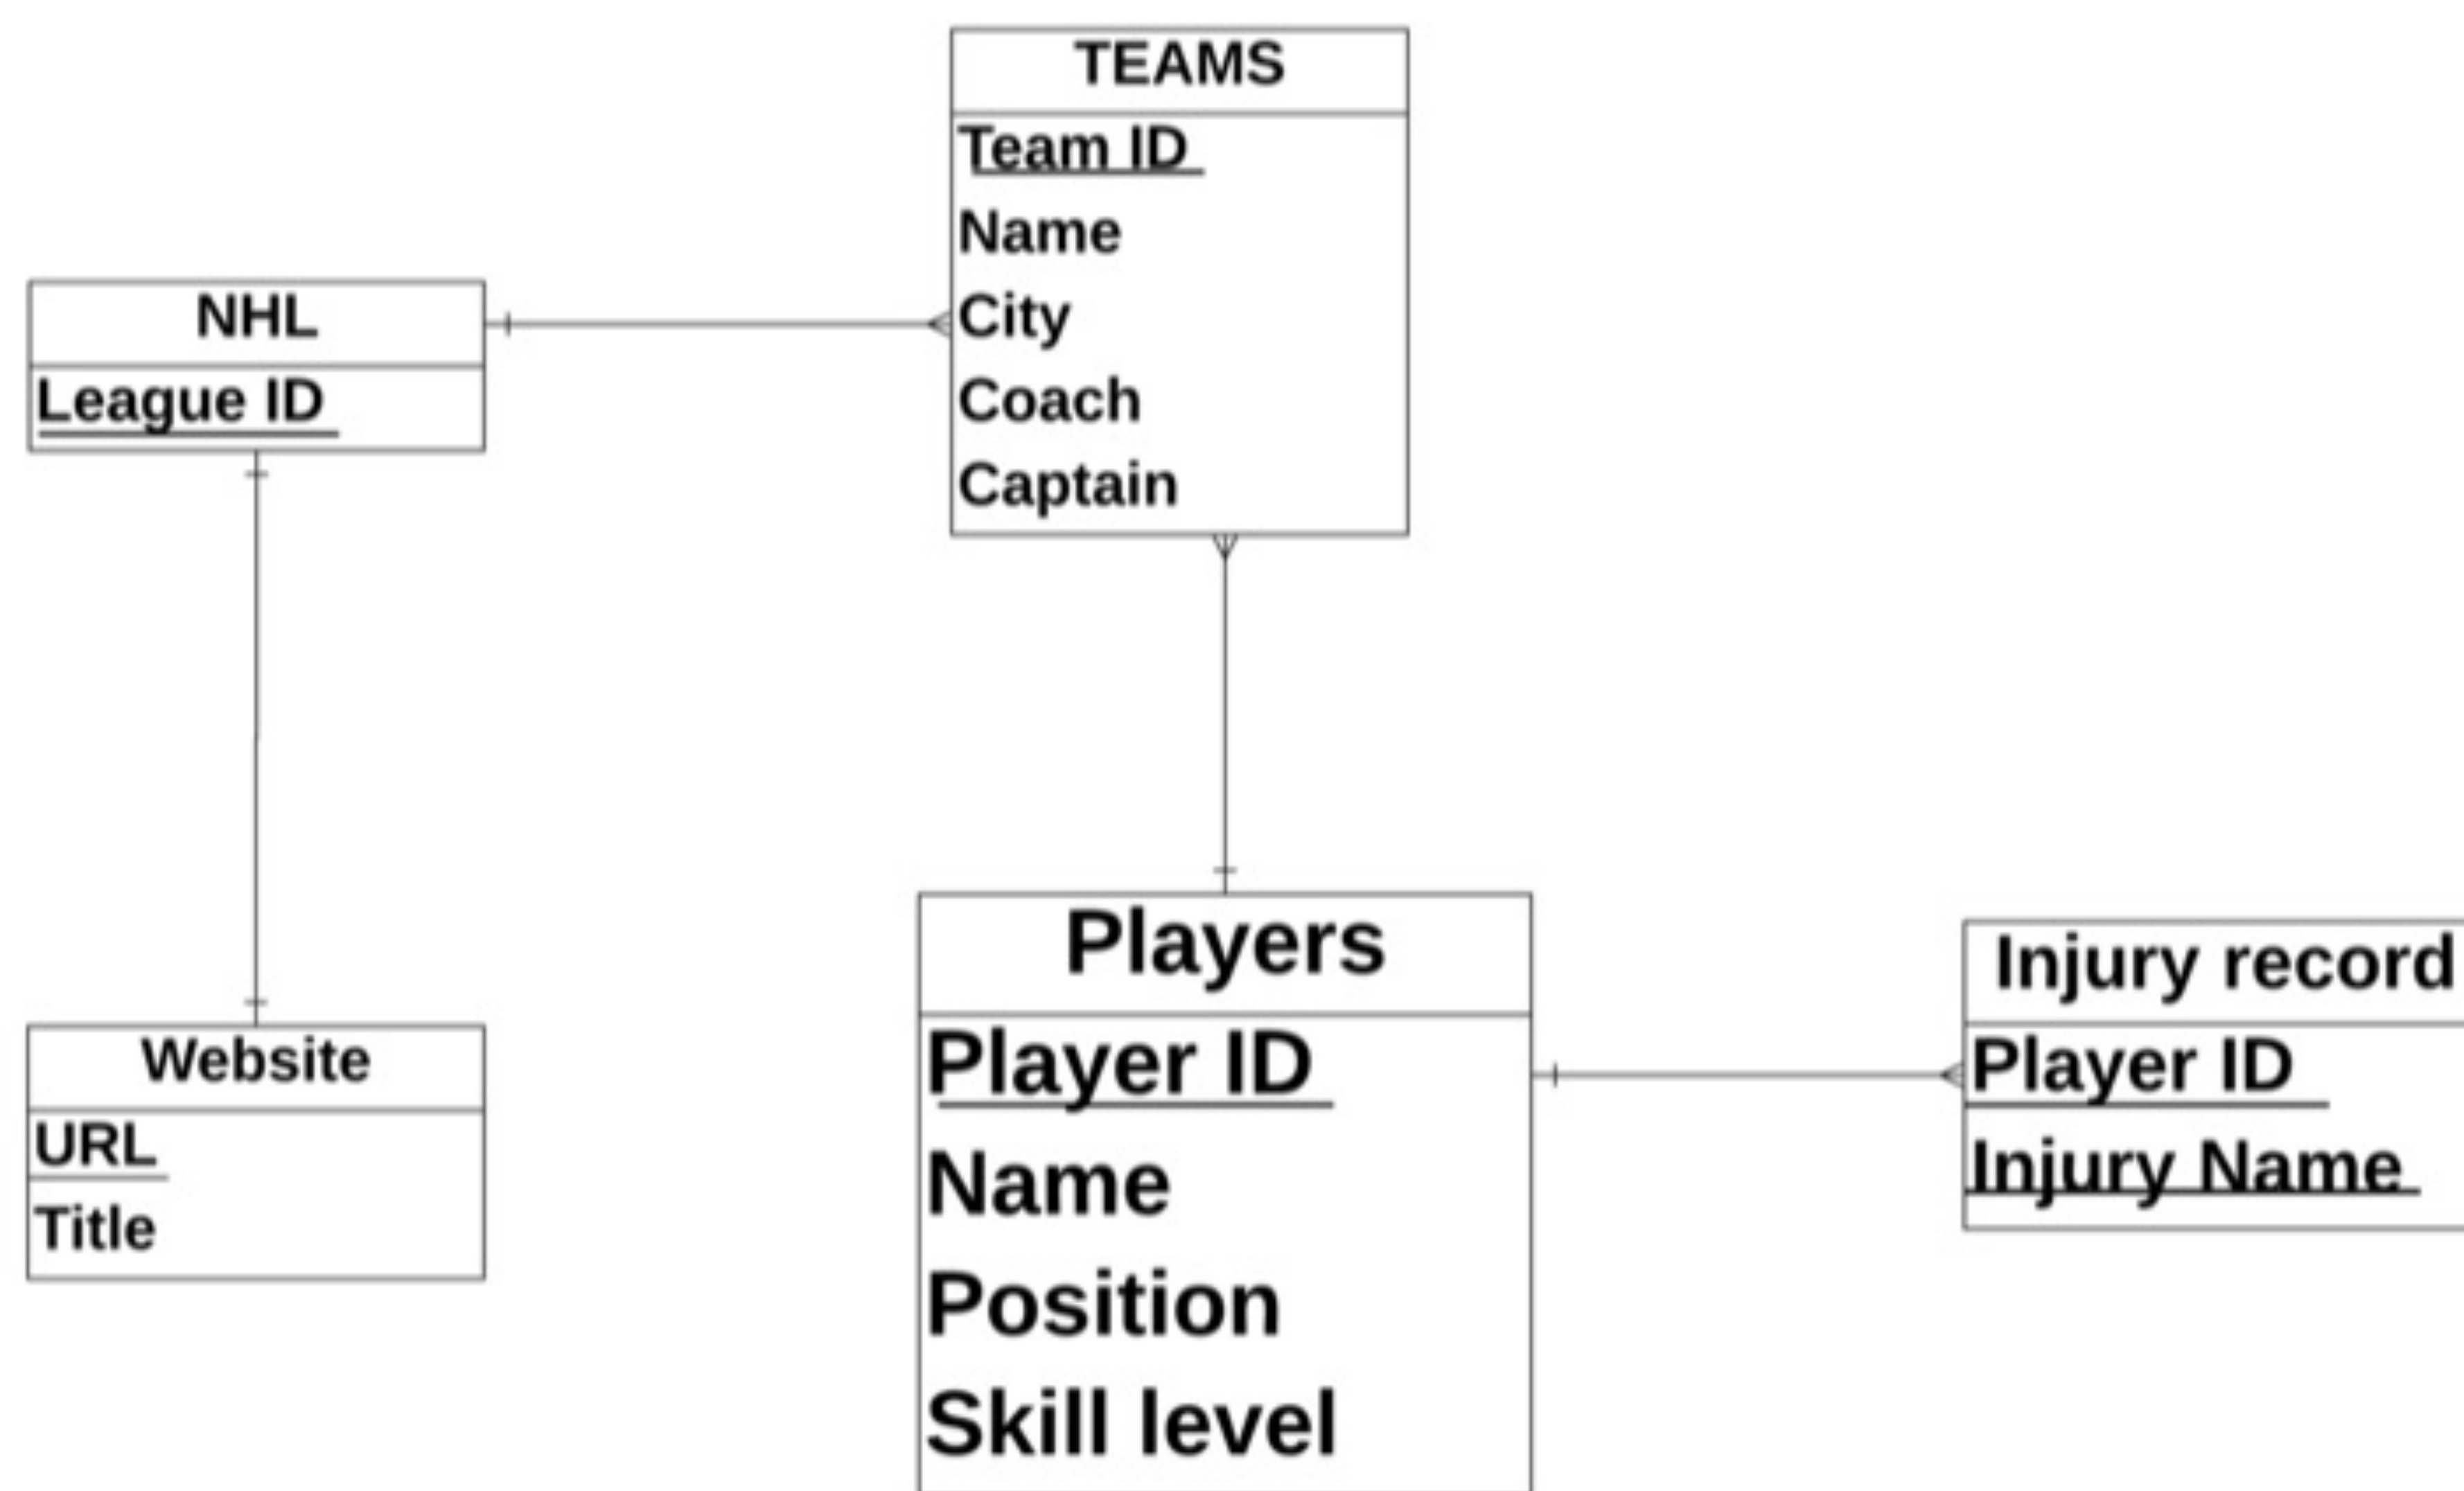 TEAMS
Team ID
Name
City
Coach
Captain
NHL
League ID
Website
URL
Title
Players
Player ID
Name
Position
Skill level
Injury record
Player ID
Injury Name